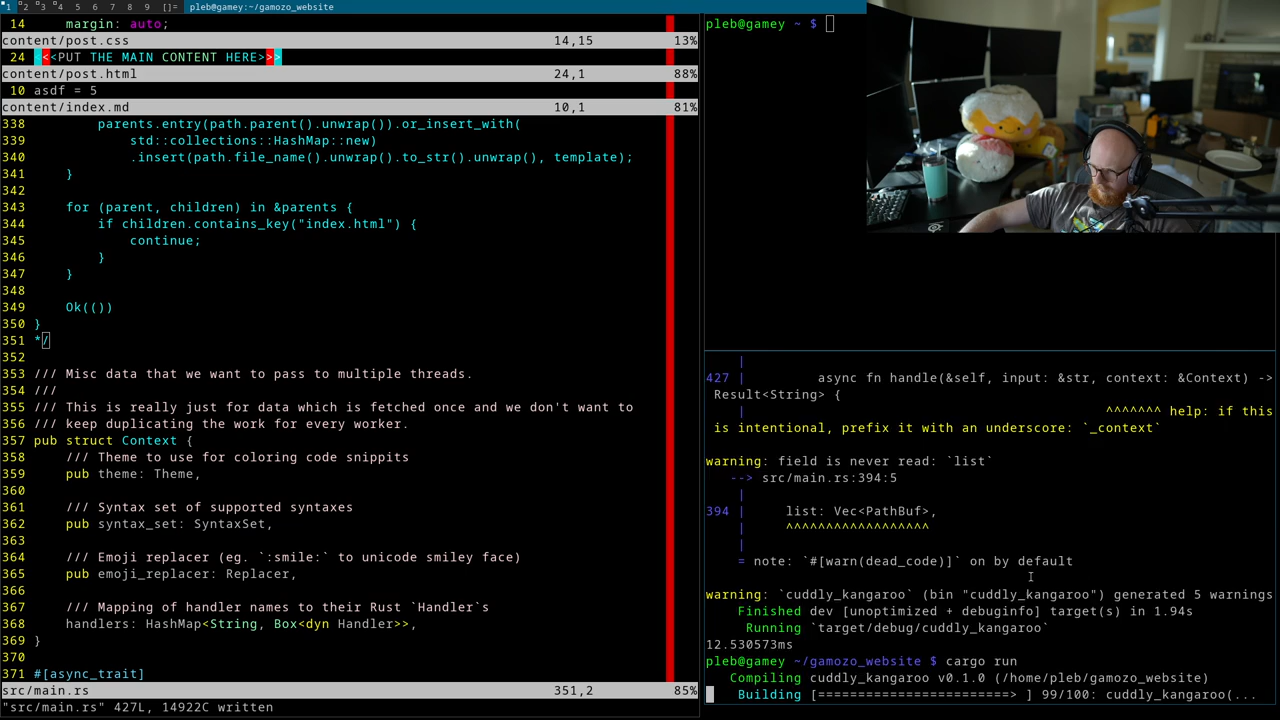 1 2 3 4 5 6 7 8 9 []= pleb@gamey:~/gamozo_website
14 margin: auto;
content/post.css 14,15 13%
24 <<<PUT THE MAIN CONTENT HERE>>>
content/post.html 24,1 88%
10 asdf = 5
content/index.md 10,1 81%
338 parents.entry(path.parent().unwrap()).or_insert_with(
339 std::collections::HashMap::new)
340 .insert(path.file_name().unwrap().to_str().unwrap(), template);
341 }
342
343 for (parent, children) in &parents {
344 if children.contains_key("index.html") {
345 continue;
346 }
347 }
348
349 Ok(())
350 }
351 */
352
353 /// Misc data that we want to pass to multiple threads.
354 ///
355 /// This is really just for data which is fetched once and we don't want to
356 /// keep duplicating the work for every worker.
357 pub struct Context {
358 /// Theme to use for coloring code snippits
359 pub theme: Theme,
360
361 /// Syntax set of supported syntaxes
362 pub syntax_set: SyntaxSet,
363
364 /// Emoji replacer (eg. `:smile:` to unicode smiley face)
365 pub emoji_replacer: Replacer,
366
367 /// Mapping of handler names to their Rust `Handler`s
368 handlers: HashMap<String, Box<dyn Handler>>,
369 }
370
371 #[async_trait]
src/main.rs 351,2 85%
"src/main.rs" 427L, 14922C written
pleb@gamey ~ $
|
427 | async fn handle(&self, input: &str, context: &Context) ->
Result<String> {
| ^^^^^^^ help: if this
is intentional, prefix it with an underscore: `_context`
warning: field is never read: `list`
--> src/main.rs:394:5
|
394 | list: Vec<PathBuf>,
| ^^^^^^^^^^^^^^^^^^
|
= note: `#[warn(dead_code)]` on by default
warning: `cuddly_kangaroo` (bin "cuddly_kangaroo") generated 5 warnings
Finished dev [unoptimized + debuginfo] target(s) in 1.94s
Running `target/debug/cuddly_kangaroo`
12.530573ms
pleb@gamey ~/gamozo_website $ cargo run
Compiling cuddly_kangaroo v0.1.0 (/home/pleb/gamozo_website)
Building [========================> ] 99/100: cuddly_kangaroo(...